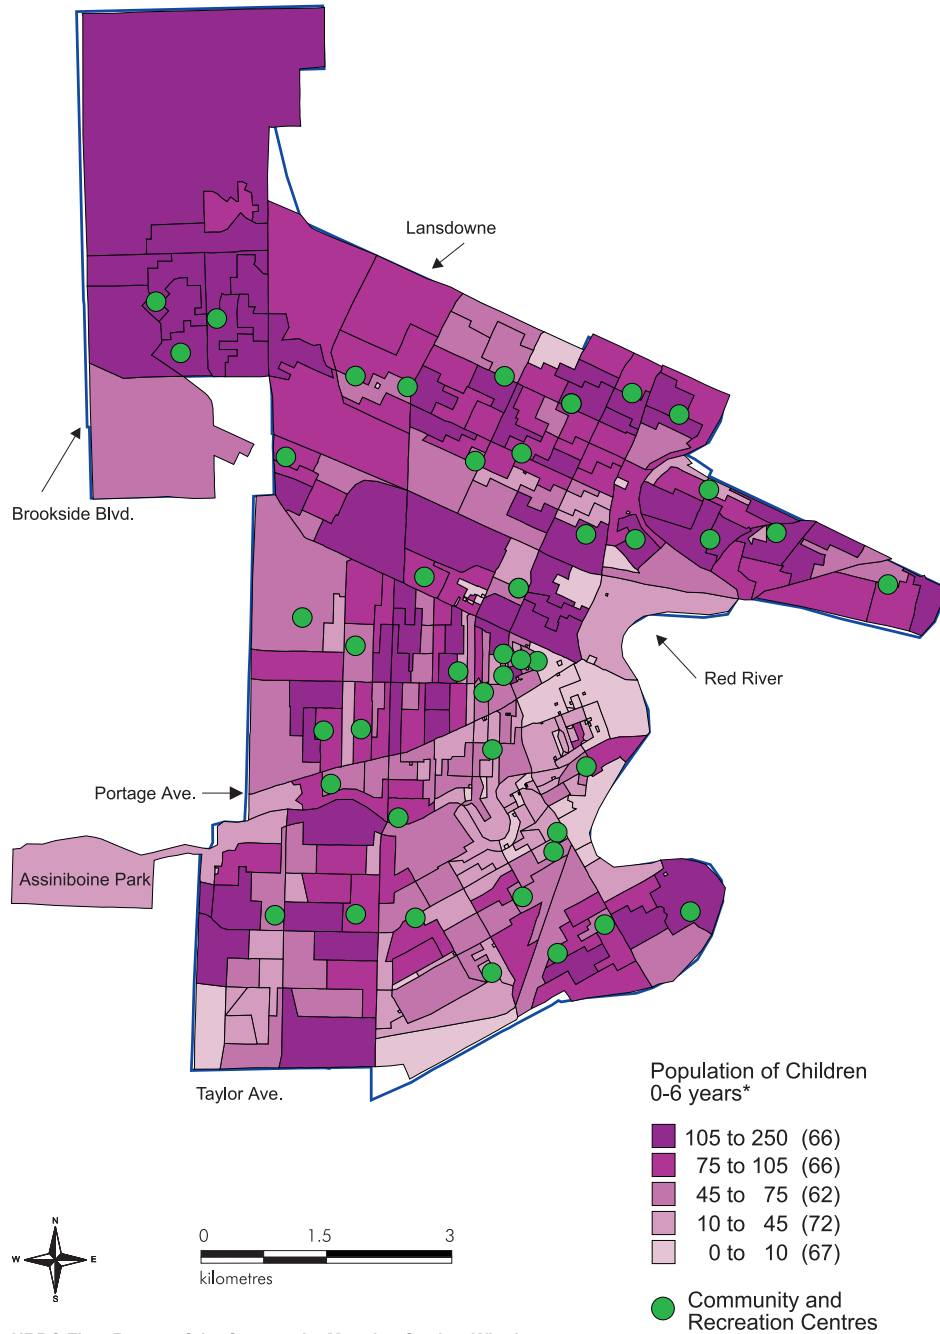 Lansdowne
Brookside Blvd.
Red River
Portage Ave.
Assiniboine Park
Taylor Ave.
Population of Children
0-6 years*
105 to 250 (66)
75 to 105 (66)
45 to 75 (62)
10 to 45 (72)
0 to 10 (67)
Community and
Recreation Centres
N
W E
S
0 1.5 3
kilometres